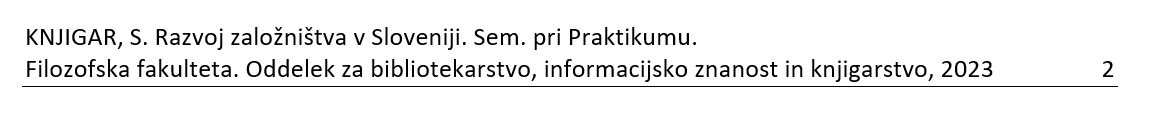 KNJIGAR, S. Razvoj založništva v Sloveniji. Sem. pri Praktikumu.
Filozofska fakulteta. Oddelek za bibliotekarstvo, informacijsko znanost in knjigarstvo, 2023 2